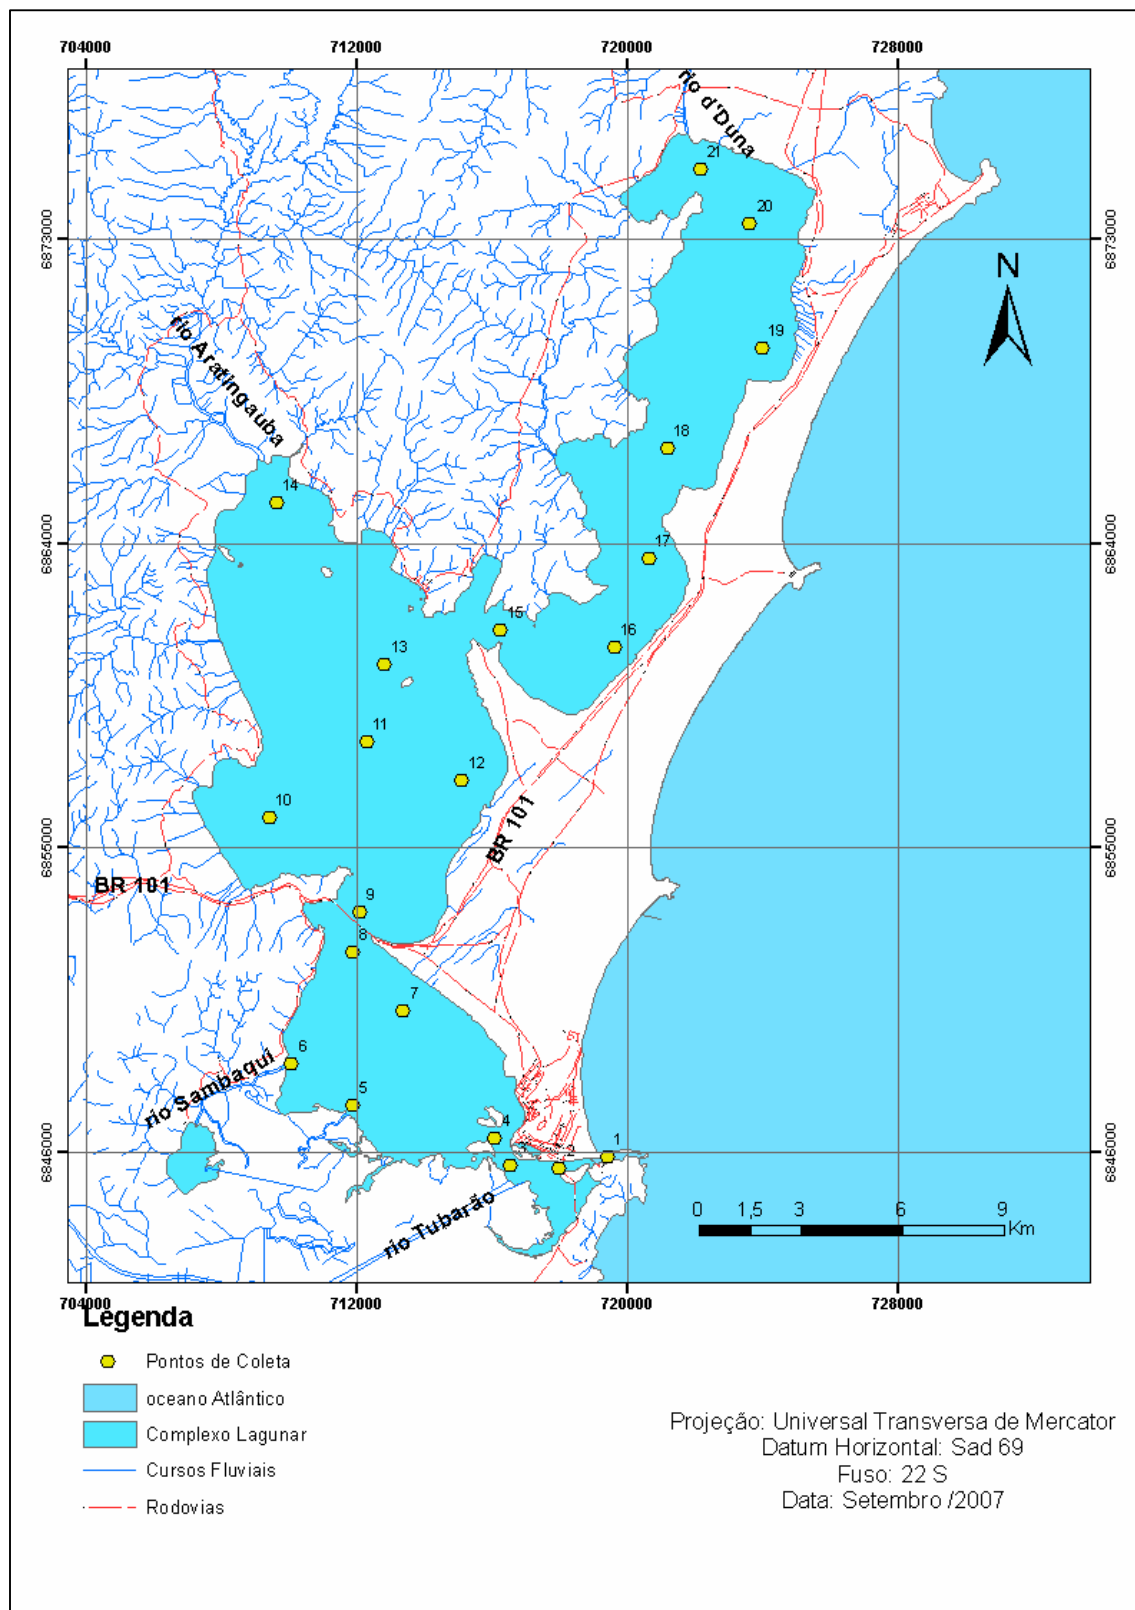 704000
712000
720000
728000
rio d'Duna
21
20
6873000
6873000
N
19
rio Aratingauba
18
14
6864000
6864000
17
15
16
13
11
12
10
BR 101
6855000
6855000
BR 101
9
8
7
6
rio Sambaqui
5
4
3
2
1
6846000
6846000
rio Tubarão
0 1,5 3 6 9
Km
704000
712000
720000
728000
Legenda
Pontos de Coleta
oceano Atlântico
Complexo Lagunar
Cursos Fluviais
Rodovias
Projeção: Universal Transversa de Mercator
Datum Horizontal: Sad 69
Fuso: 22 S
Data: Setembro /2007